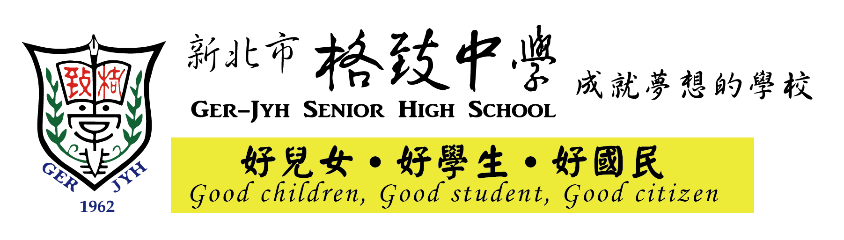 新北市 格致中學 成就夢想的學校
GER-JYH SENIOR HIGH SCHOOL
好兒女•好學生•好國民
Good children, Good student, Good citizen
致格
GER JYH
1962